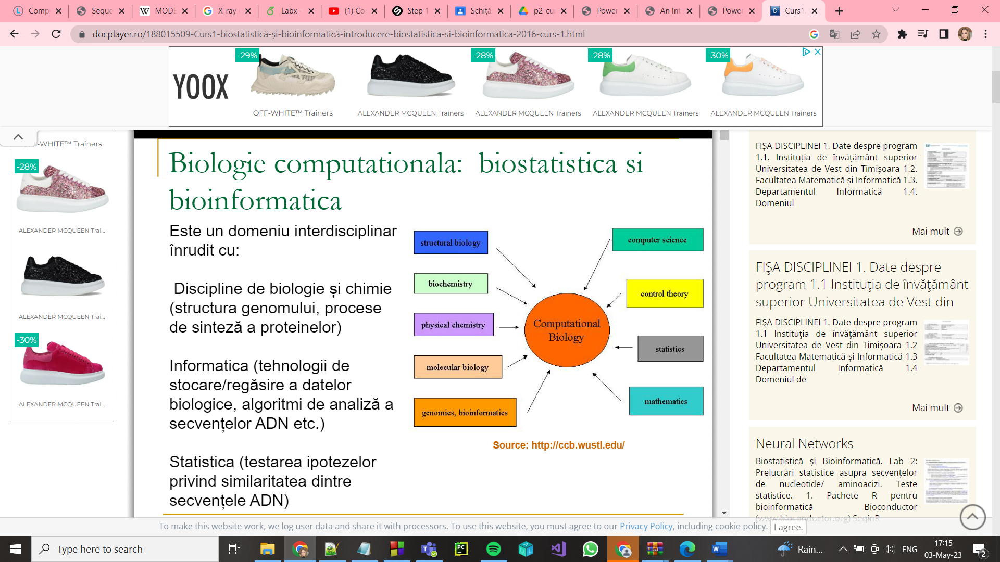 Comp
Seque
MODE
X-ray
Labx -
(1) Co
Step 1
Schiță
p2-cur
Power
An Int
Power
Curs1
docplayer.ro/188015509-Curs1-biostatistică-și-bioinformatică-introducere-biostatistica-si-bioinformatica-2016-curs-1.html
YOOX
-29%
-28%
-28%
-30%
OFF-WHITE™ Trainers
ALEXANDER MCQUEEN Trainers
ALEXANDER MCQUEEN Trainers
ALEXANDER MCQUEEN Trainers
ALEXANDER MCQUEEN Trainers
-WHITE™ Trainers
-28%
ALEXANDER MCQUEEN Trai...
ALEXANDER MCQUEEN Trai...
-30%
ALEXANDER MCQUEEN Trai...
Biologie computationala: biostatistica si
bioinformatica
Este un domeniu interdisciplinar
înrudit cu:
Discipline de biologie și chimie
(structura genomului, procese
de sinteză a proteinelor)
Informatica (tehnologii de
stocare/regăsire a datelor
biologice, algoritmi de analiză a
secvențelor ADN etc.)
Statistica (testarea ipotezelor
privind similaritatea dintre
secvențele ADN)
structural biology
biochemistry
physical chemistry
molecular biology
genomics, bioinformatics
Computational
Biology
computer science
control theory
statistics
mathematics
Source: http://ccb.wustl.edu/
FIȘA DISCIPLINEI 1. Date despre program
1.1. Instituția de învățământ superior
Universitatea de Vest din Timișoara 1.2.
Facultatea Matematică și Informatică 1.3.
Departamentul Informatică 1.4.
Domeniul
Mai mult
FIŞA DISCIPLINEI 1. Date despre
program 1.1 Instituţia de învăţământ
superior Universitatea de Vest din
FIŞA DISCIPLINEI 1. Date despre program
1.1 Instituţia de învăţământ superior
Universitatea de Vest din Timișoara 1.2
Facultatea Matematică și Informatică 1.3
Departamentul Informatică 1.4
Domeniul de
Mai mult
Neural Networks
Biostatistică și Bioinformatică. Lab 2:
Prelucrări statistice asupra secvențelor
de nucleotide/ aminoacizi. Teste
statistice. 1. Pachete R pentru
bioinformatică Bioconductor
(www.bioconductor.org) SeqinR
To make this website work, we log user data and share it with processors. To use this website, you must agree to our Privacy Policy, including cookie policy.
I agree.
Type here to search
Rain...
ENG
17:15
03-May-23
2